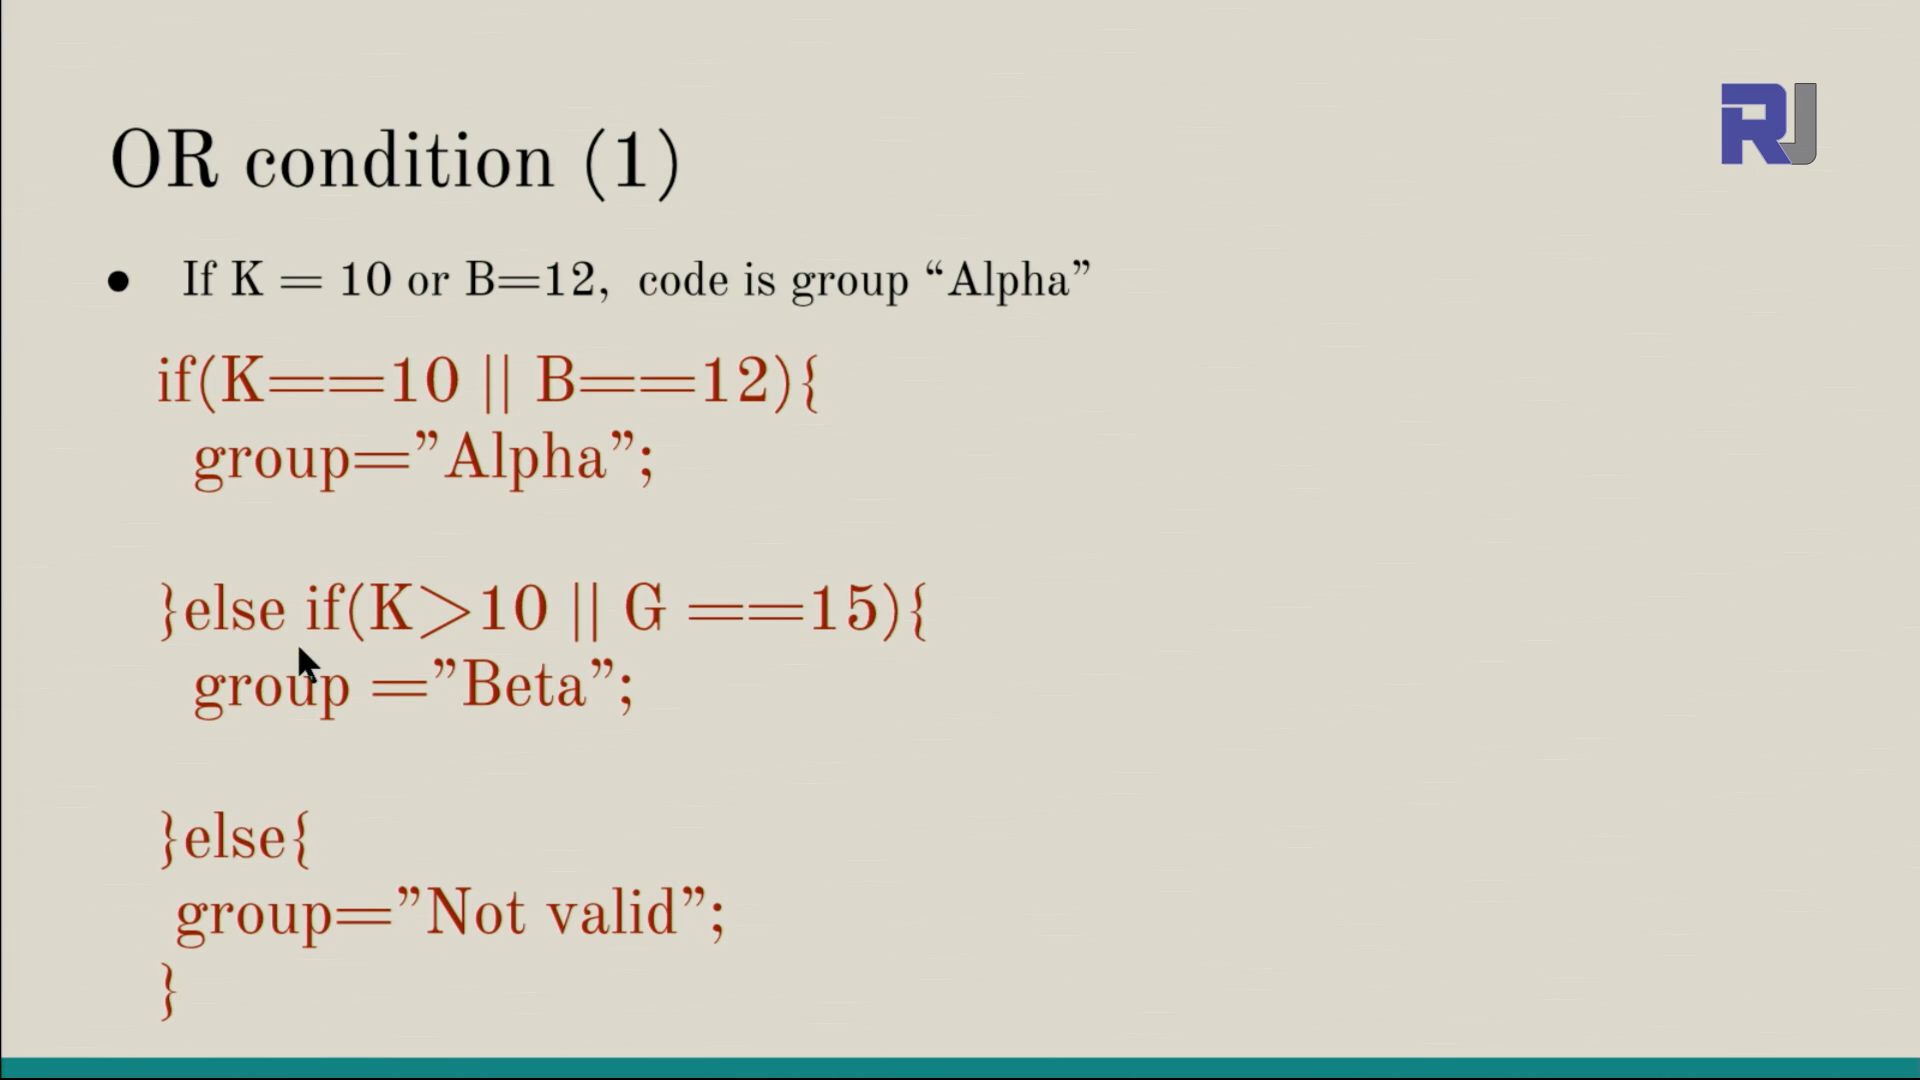 RJ
OR condition (1)
● If K = 10 or B=12, code is group “Alpha”
if(K==10 || B==12){
group=”Alpha”;
}else if(K>10 || G ==15){
group =”Beta”;
}else{
group=”Not valid”;
}